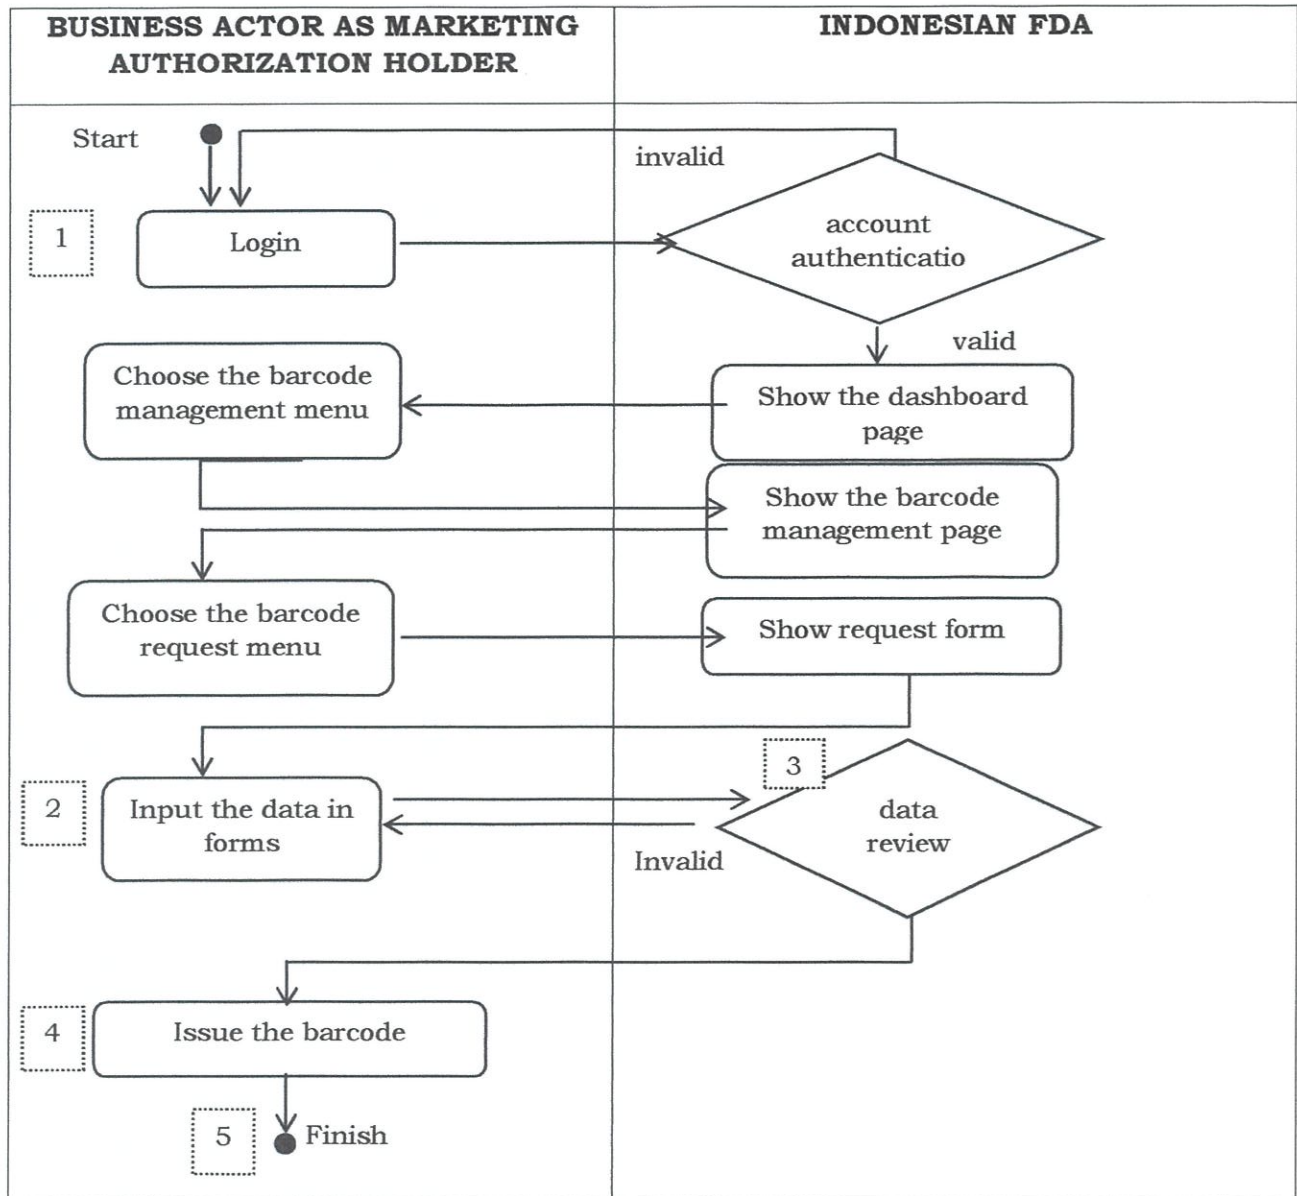 BUSINESS ACTOR AS MARKETING
AUTHORIZATION HOLDER
INDONESIAN FDA
Start
invalid
1
Login
account
authenticatio
valid
Choose the barcode
management menu
Show the dashboard
page
Show the barcode
management page
Choose the barcode
request menu
Show request form
3
2
Input the data in
forms
data
review
Invalid
4
Issue the barcode
5
Finish